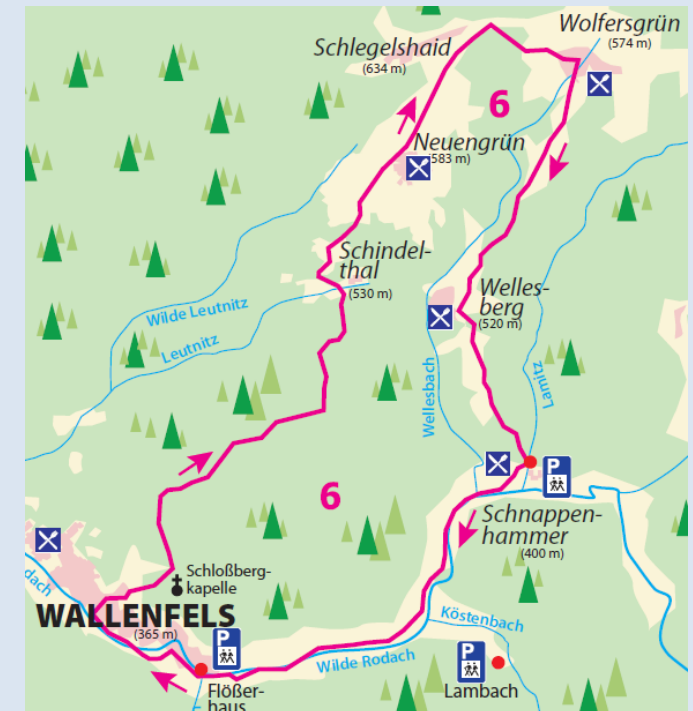 Wolfersgrün
(574 m)
Schlegelshaid
(634 m)
6
Neuengrün
(583 m)
Schindel-
thal
(530 m)
Welles-
berg
(520 m)
Wilde Leutnitz
Leutnitz
Wellesbach
Lamitz
P
6
Schnappen-
hammer
(400 m)
Schloßberg-
kapelle
dach
WALLENFELS
(365 m)
P
Köstenbach
P
Wilde Rodach
Lambach
Flößer-
haus